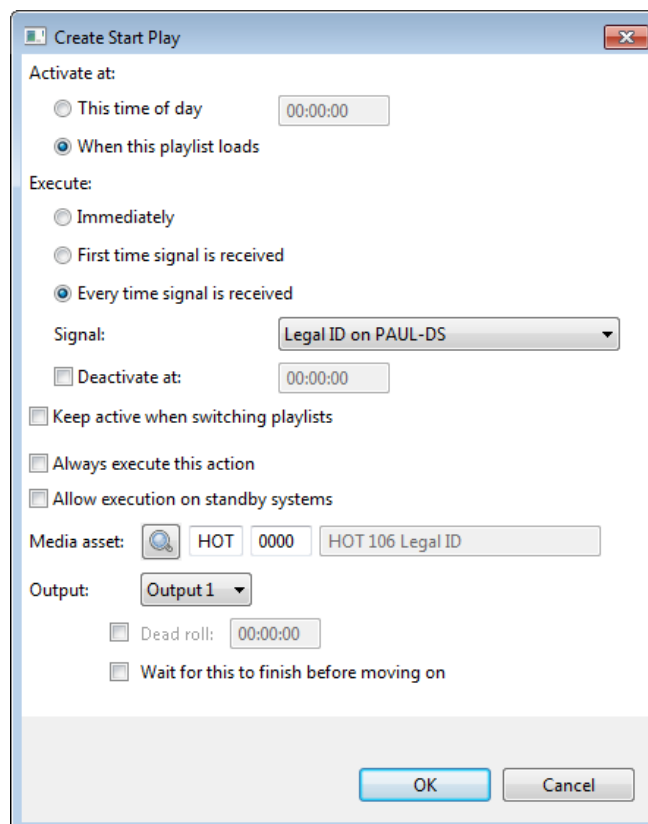 Create Start Play
Activate at:
This time of day 00:00:00
When this playlist loads
Execute:
Immediately
First time signal is received
Every time signal is received
Signal: Legal ID on PAUL-DS
Deactivate at: 00:00:00
Keep active when switching playlists
Always execute this action
Allow execution on standby systems
Media asset: HOT 0000 HOT 106 Legal ID
Output: Output 1
Dead roll: 00:00:00
Wait for this to finish before moving on
OK Cancel